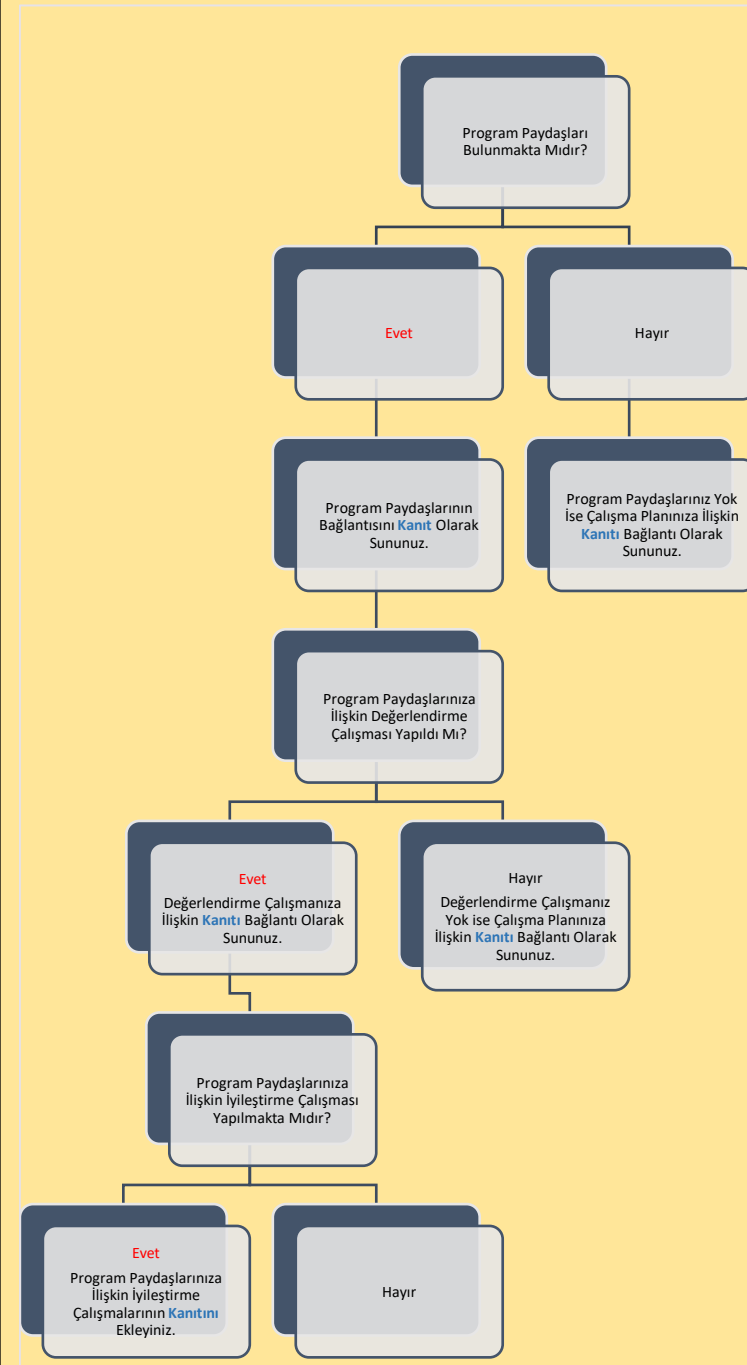 Program Paydaşları
Bulunmakta Mıdır?
Evet
Hayır
Program Paydaşlarının
Bağlantısını Kanıt Olarak
Sununuz.
Program Paydaşlarınız Yok
İse Çalışma Planınıza İlişkin
Kanıtı Bağlantı Olarak
Sununuz.
Program Paydaşlarınıza
İlişkin Değerlendirme
Çalışması Yapıldı Mı?
Evet
Değerlendirme Çalışmanıza
İlişkin Kanıtı Bağlantı Olarak
Sununuz.
Hayır
Değerlendirme Çalışmanız
Yok ise Çalışma Planınıza
İlişkin Kanıtı Bağlantı Olarak
Sununuz.
Program Paydaşlarınıza
İlişkin İyileştirme Çalışması
Yapılmakta Mıdır?
Evet
Program Paydaşlarınıza
İlişkin İyileştirme
Çalışmalarının Kanıtını
Ekleyiniz.
Hayır